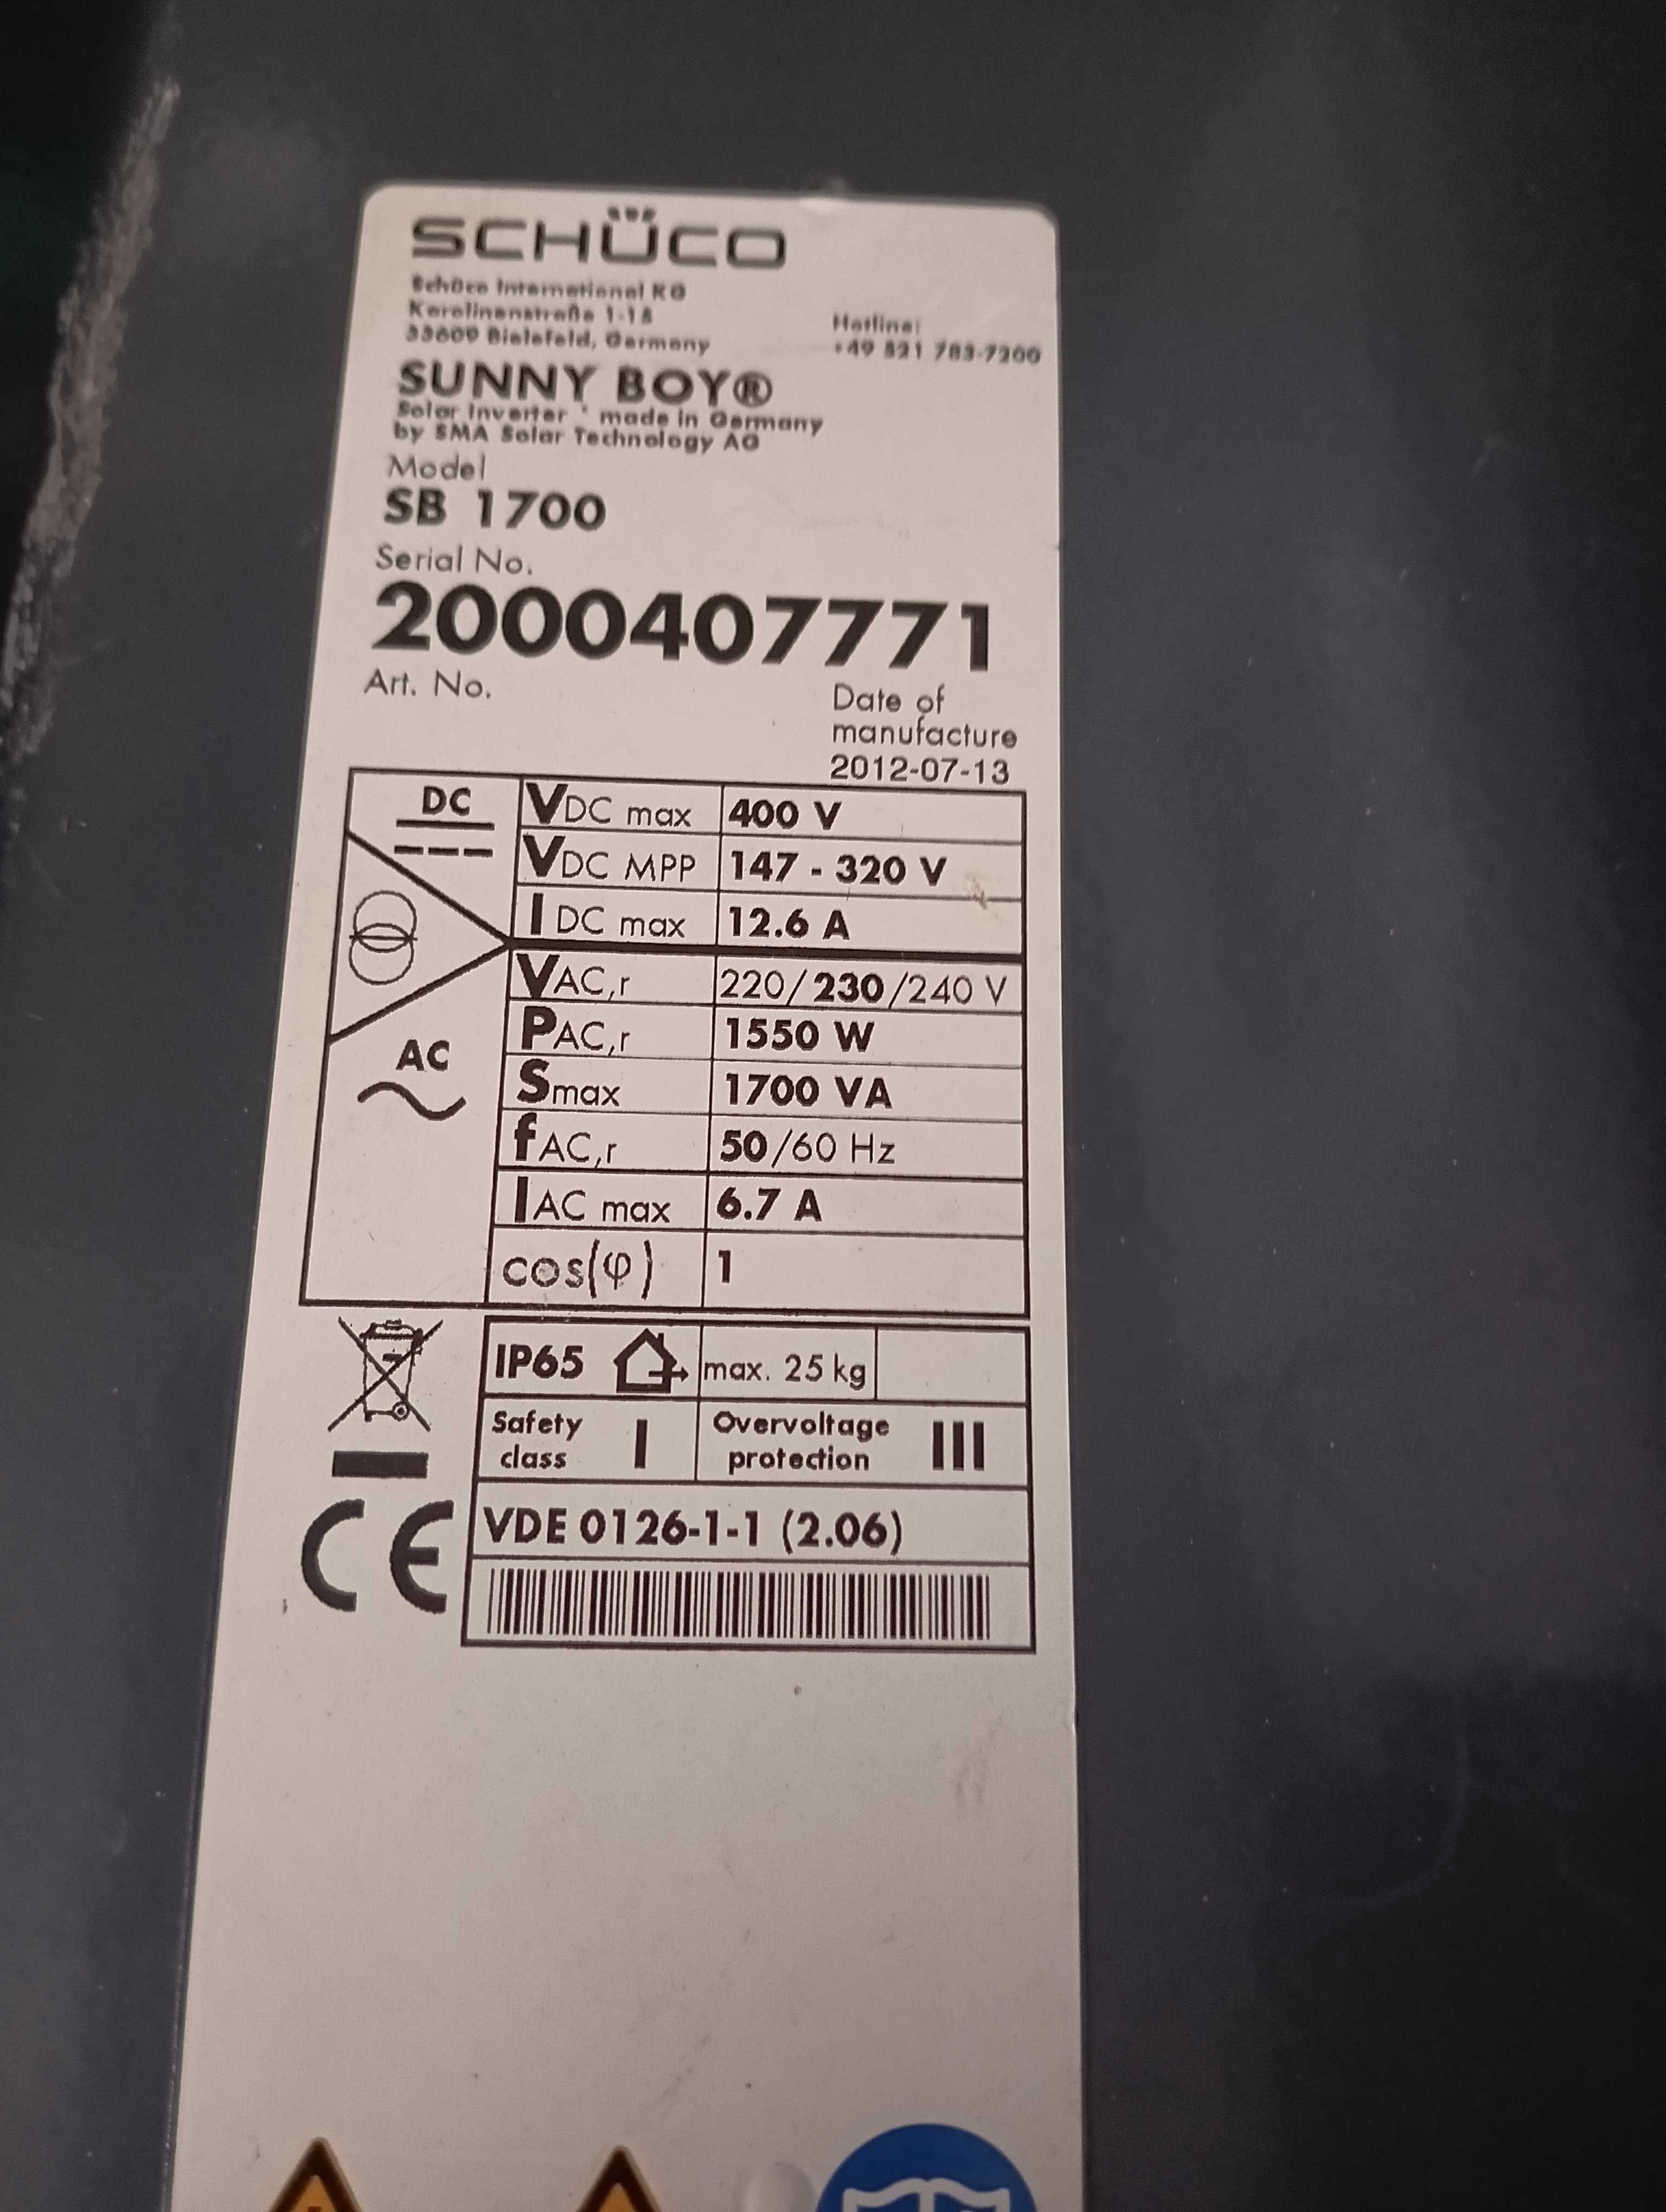 SCHÜCO
Schüco International KG
Karolinenstraße 1-15
33609 Bielefeld, Germany
Hotline:
+49 521 783-7200
SUNNY BOY®
Solar Inverter * made in Germany
by SMA Solar Technology AG
Model
SB 1700
Serial No.
2000407771
Art. No.
Date of
manufacture
2012-07-13
DC
VDC max 400 V
VDC MPP 147 - 320 V
IDC max 12.6 A
AC
VAC,r 220/230/240 V
PAC,r 1550 W
Smax 1700 VA
fAC,r 50/60 Hz
IAC max 6.7 A
cos(φ) 1
IP65 max. 25 kg
Safety class I Overvoltage protection III
CE
VDE 0126-1-1 (2.06)